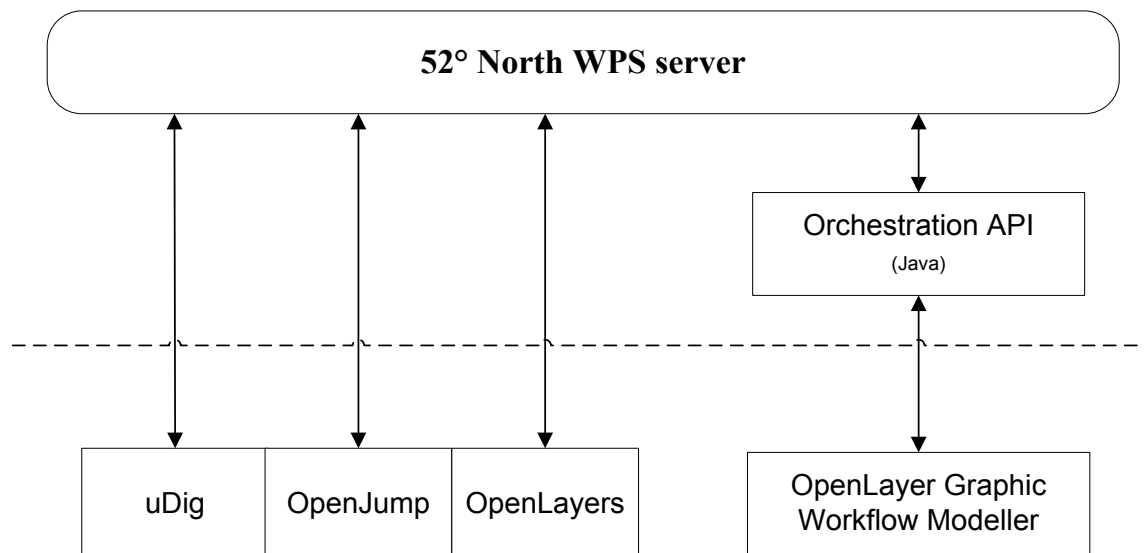 52° North WPS server
Orchestration API
(Java)
uDig
OpenJump
OpenLayers
OpenLayer Graphic
Workflow Modeller